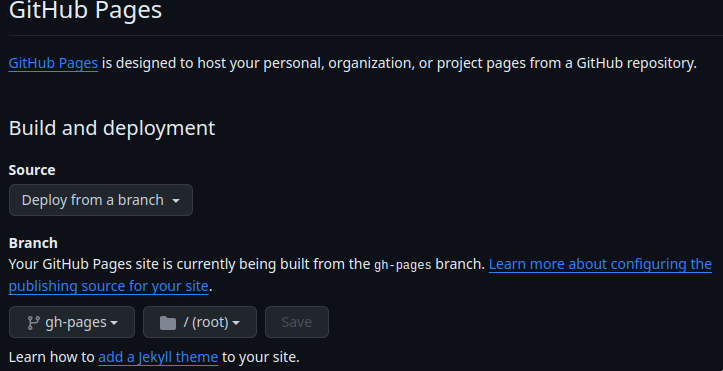 GitHub Pages
GitHub Pages is designed to host your personal, organization, or project pages from a GitHub repository.
Build and deployment
Source
Deploy from a branch
Branch
Your GitHub Pages site is currently being built from the gh-pages branch. Learn more about configuring the
publishing source for your site.
gh-pages / (root) Save
Learn how to add a Jekyll theme to your site.